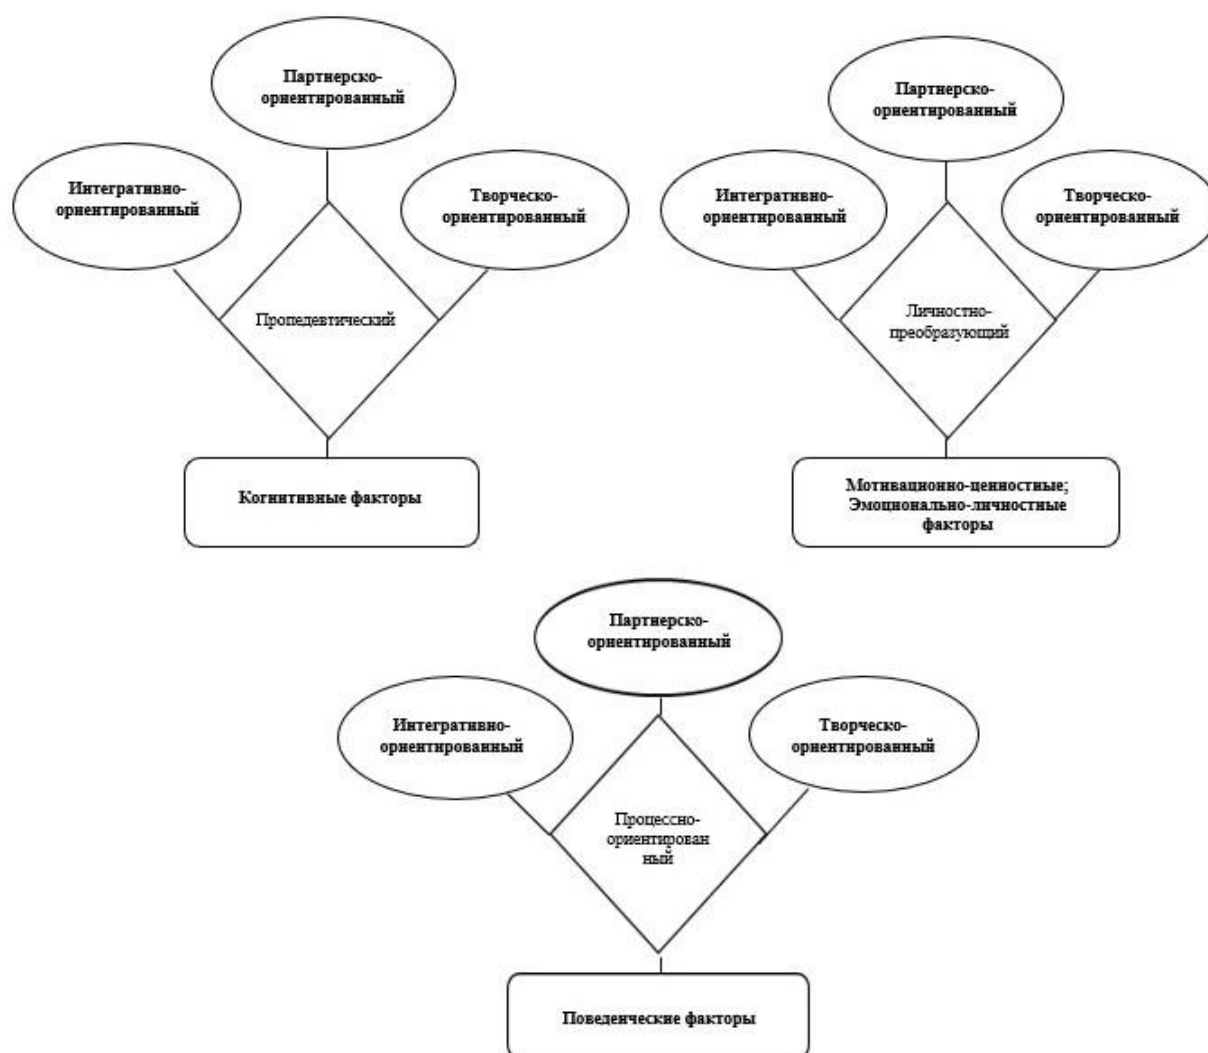 Партнерско-
ориентированный
Интегративно-
ориентированный
Творческо-
ориентированный
Пропедевтический
Когнитивные факторы
Партнерско-
ориентированный
Интегративно-
ориентированный
Творческо-
ориентированный
Личностно-
преобразующий
Мотивационно-ценностные;
Эмоционально-личностные
факторы
Партнерско-
ориентированный
Интегративно-
ориентированный
Творческо-
ориентированный
Процессно-
ориентирован
ный
Поведенческие факторы